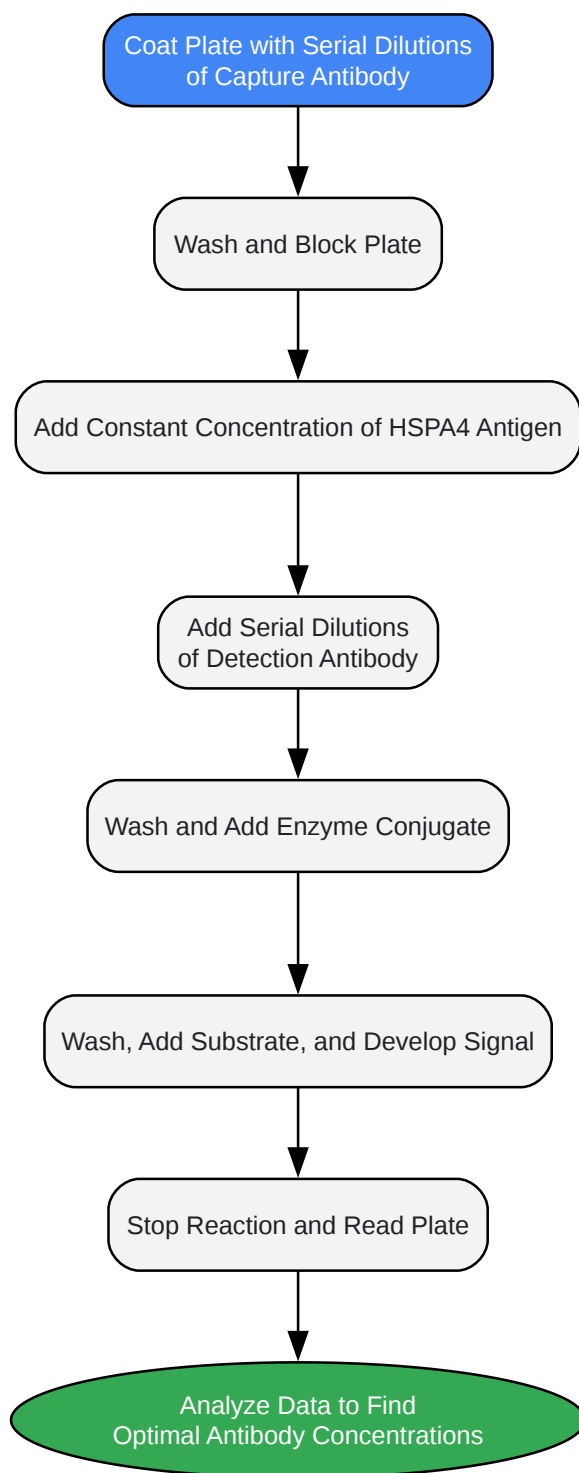 Coat Plate with Serial Dilutions
of Capture Antibody
Wash and Block Plate
Add Constant Concentration of HSPA4 Antigen
Add Serial Dilutions
of Detection Antibody
Wash and Add Enzyme Conjugate
Wash, Add Substrate, and Develop Signal
Stop Reaction and Read Plate
Analyze Data to Find
Optimal Antibody Concentrations